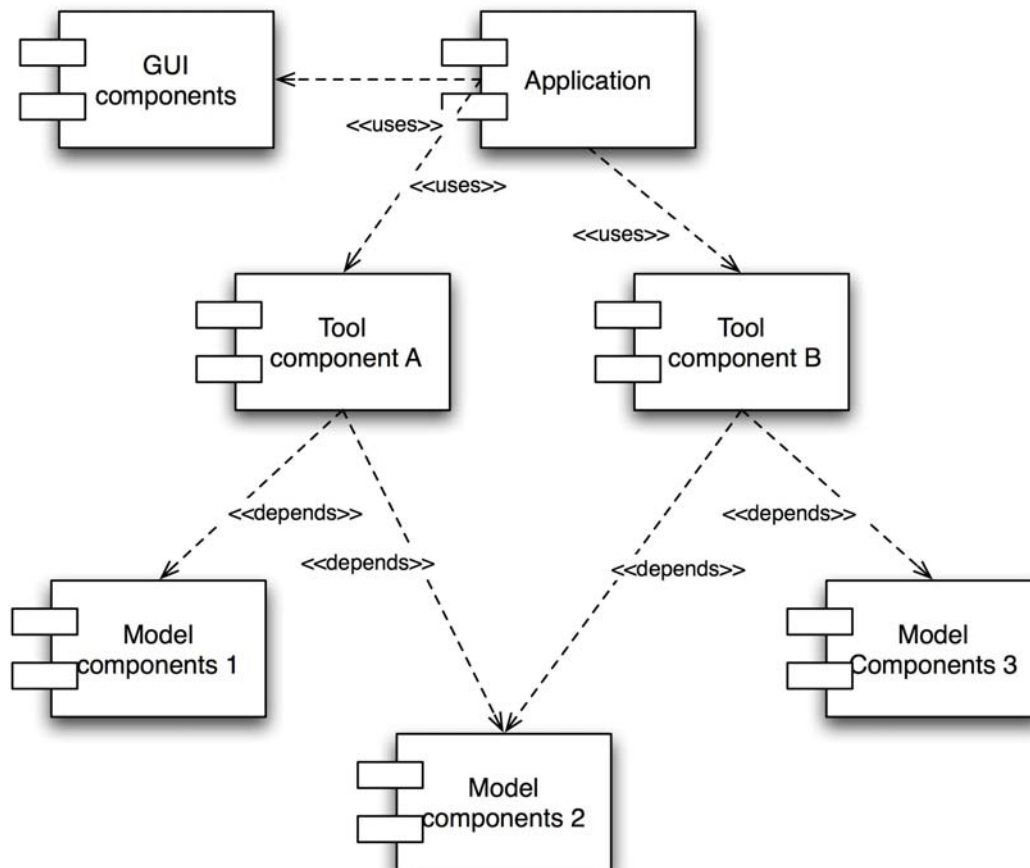 GUI
components
Application
<<uses>>
<<uses>>
<<uses>>
Tool
component A
Tool
component B
<<depends>>
<<depends>>
<<depends>>
<<depends>>
Model
components 1
Model
Components 3
Model
components 2